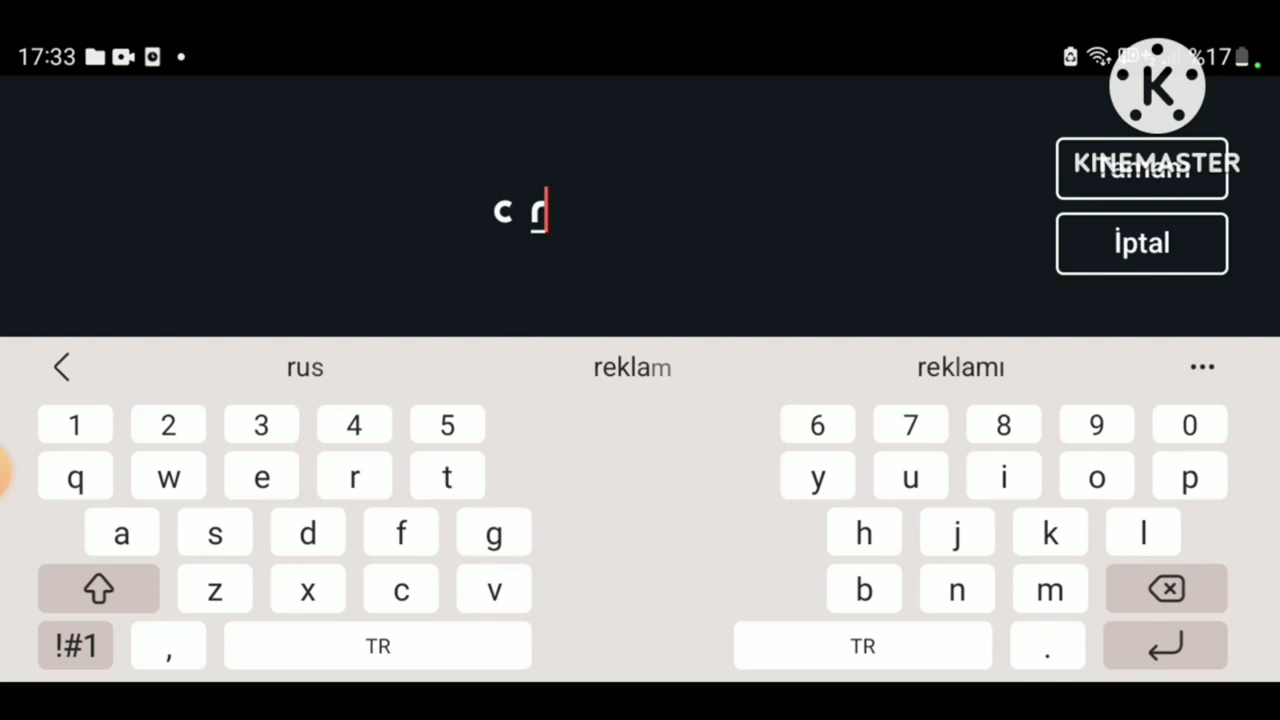 17:33
%17
K
KINEMASTER
Tamam
c r
İptal
rus reklam reklamı
1 2 3 4 5 6 7 8 9 0
q w e r t y u i o p
a s d f g h j k l
z x c v b n m
!#1 , TR TR .